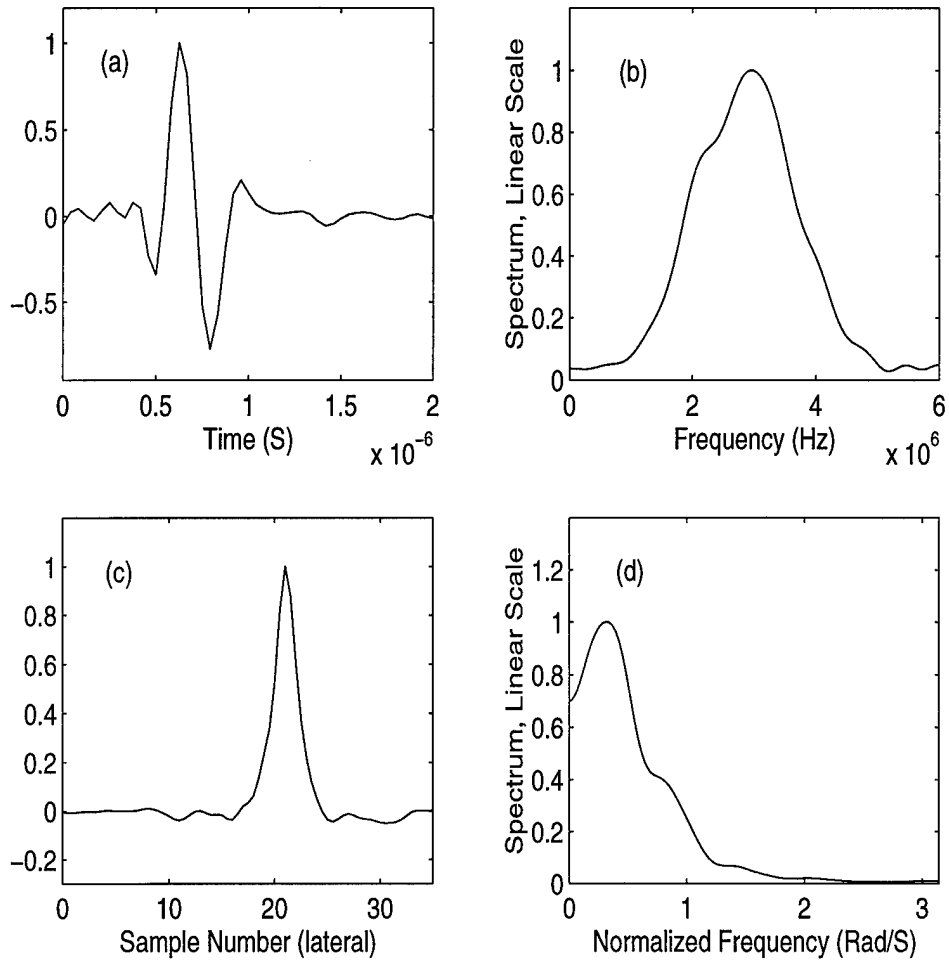 (a)
1
0.5
0
−0.5
0 0.5 1 1.5 2
Time (S)
x 10−6
(b)
Spectrum, Linear Scale
1
0.8
0.6
0.4
0.2
0
0 2 4 6
Frequency (Hz)
x 10 6
(c)
1
0.8
0.6
0.4
0.2
0
−0.2
0 10 20 30
Sample Number (lateral)
(d)
Spectrum, Linear Scale
1.2
1
0.8
0.6
0.4
0.2
0
0 1 2 3
Normalized Frequency (Rad/S)